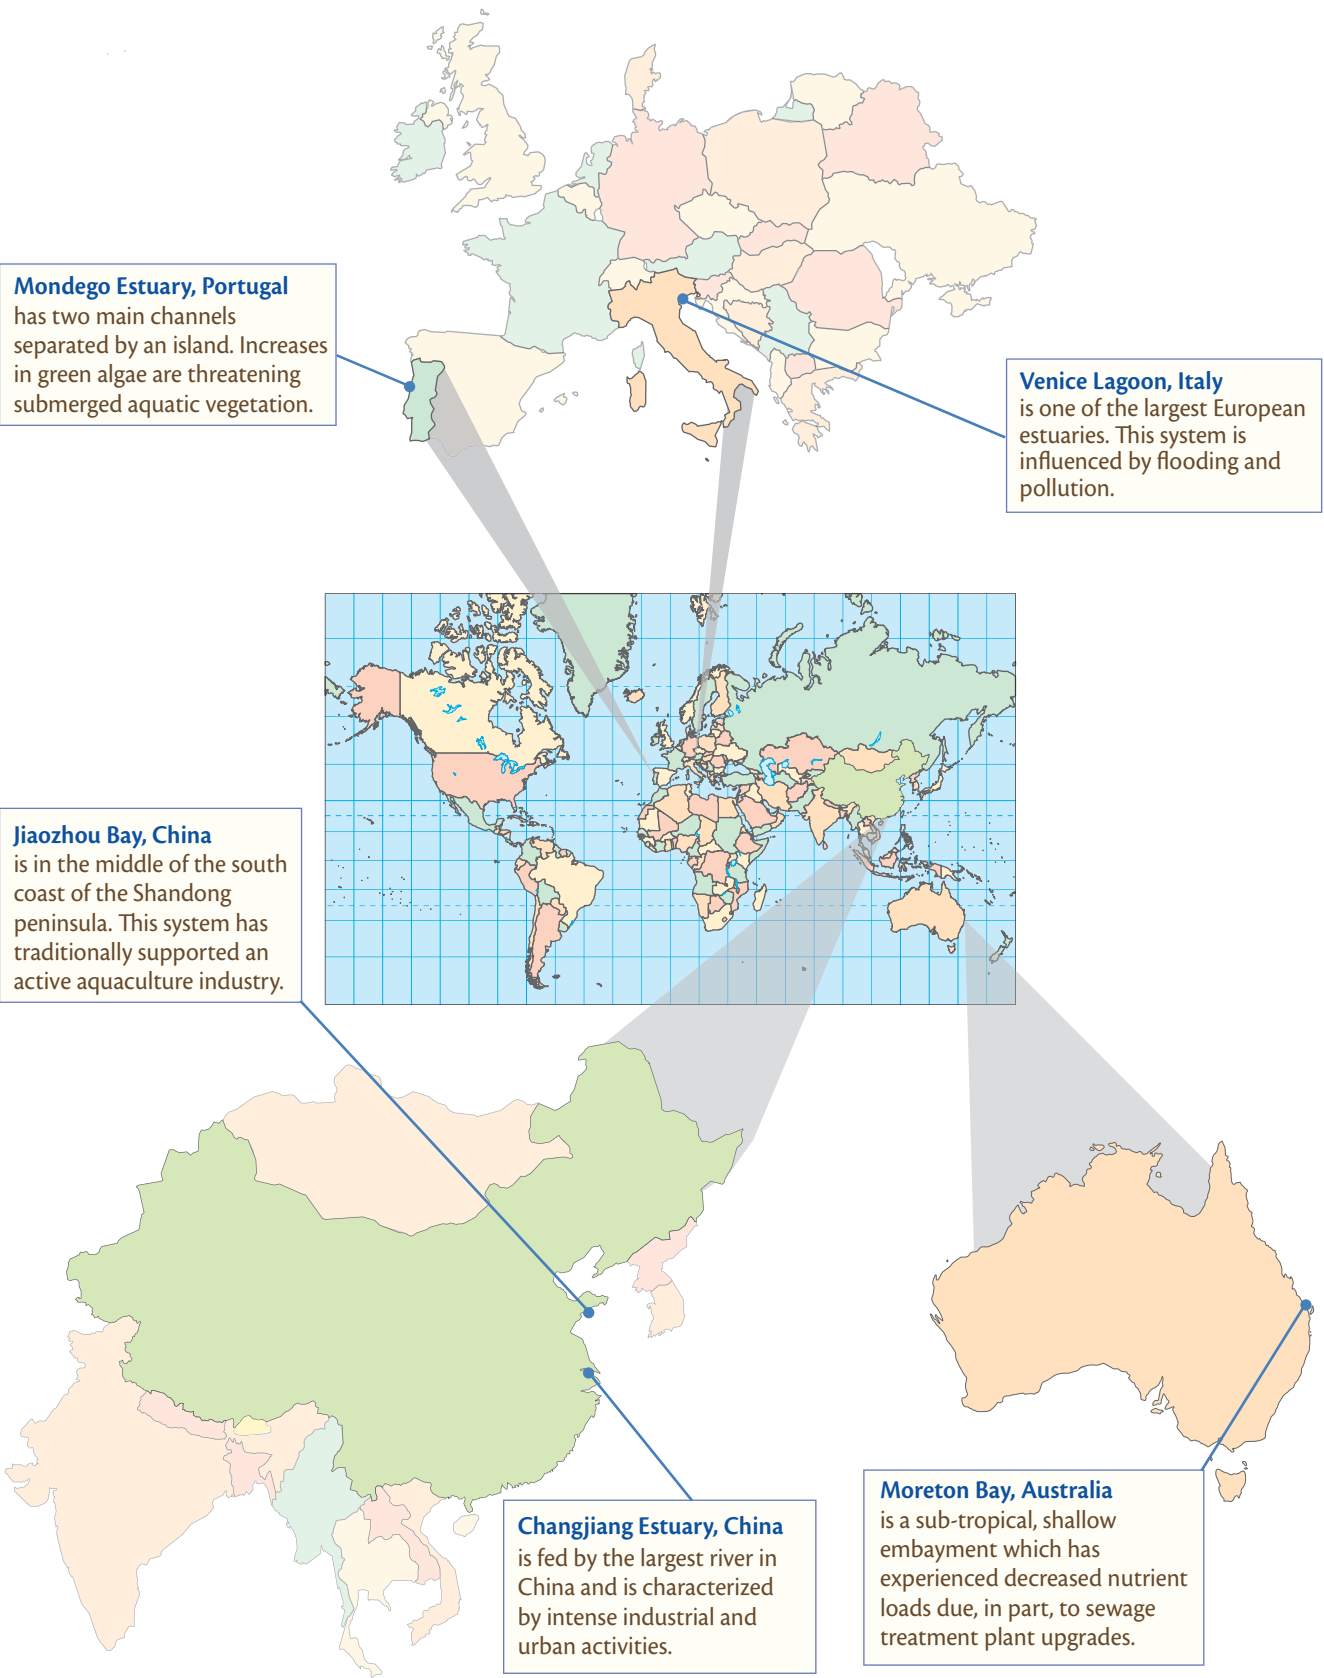 Mondego Estuary, Portugal
has two main channels
separated by an island. Increases
in green algae are threatening
submerged aquatic vegetation.
Venice Lagoon, Italy
is one of the largest European
estuaries. This system is
influenced by flooding and
pollution.
Jiaozhou Bay, China
is in the middle of the south
coast of the Shandong
peninsula. This system has
traditionally supported an
active aquaculture industry.
Changjiang Estuary, China
is fed by the largest river in
China and is characterized
by intense industrial and
urban activities.
Moreton Bay, Australia
is a sub-tropical, shallow
embayment which has
experienced decreased nutrient
loads due, in part, to sewage
treatment plant upgrades.